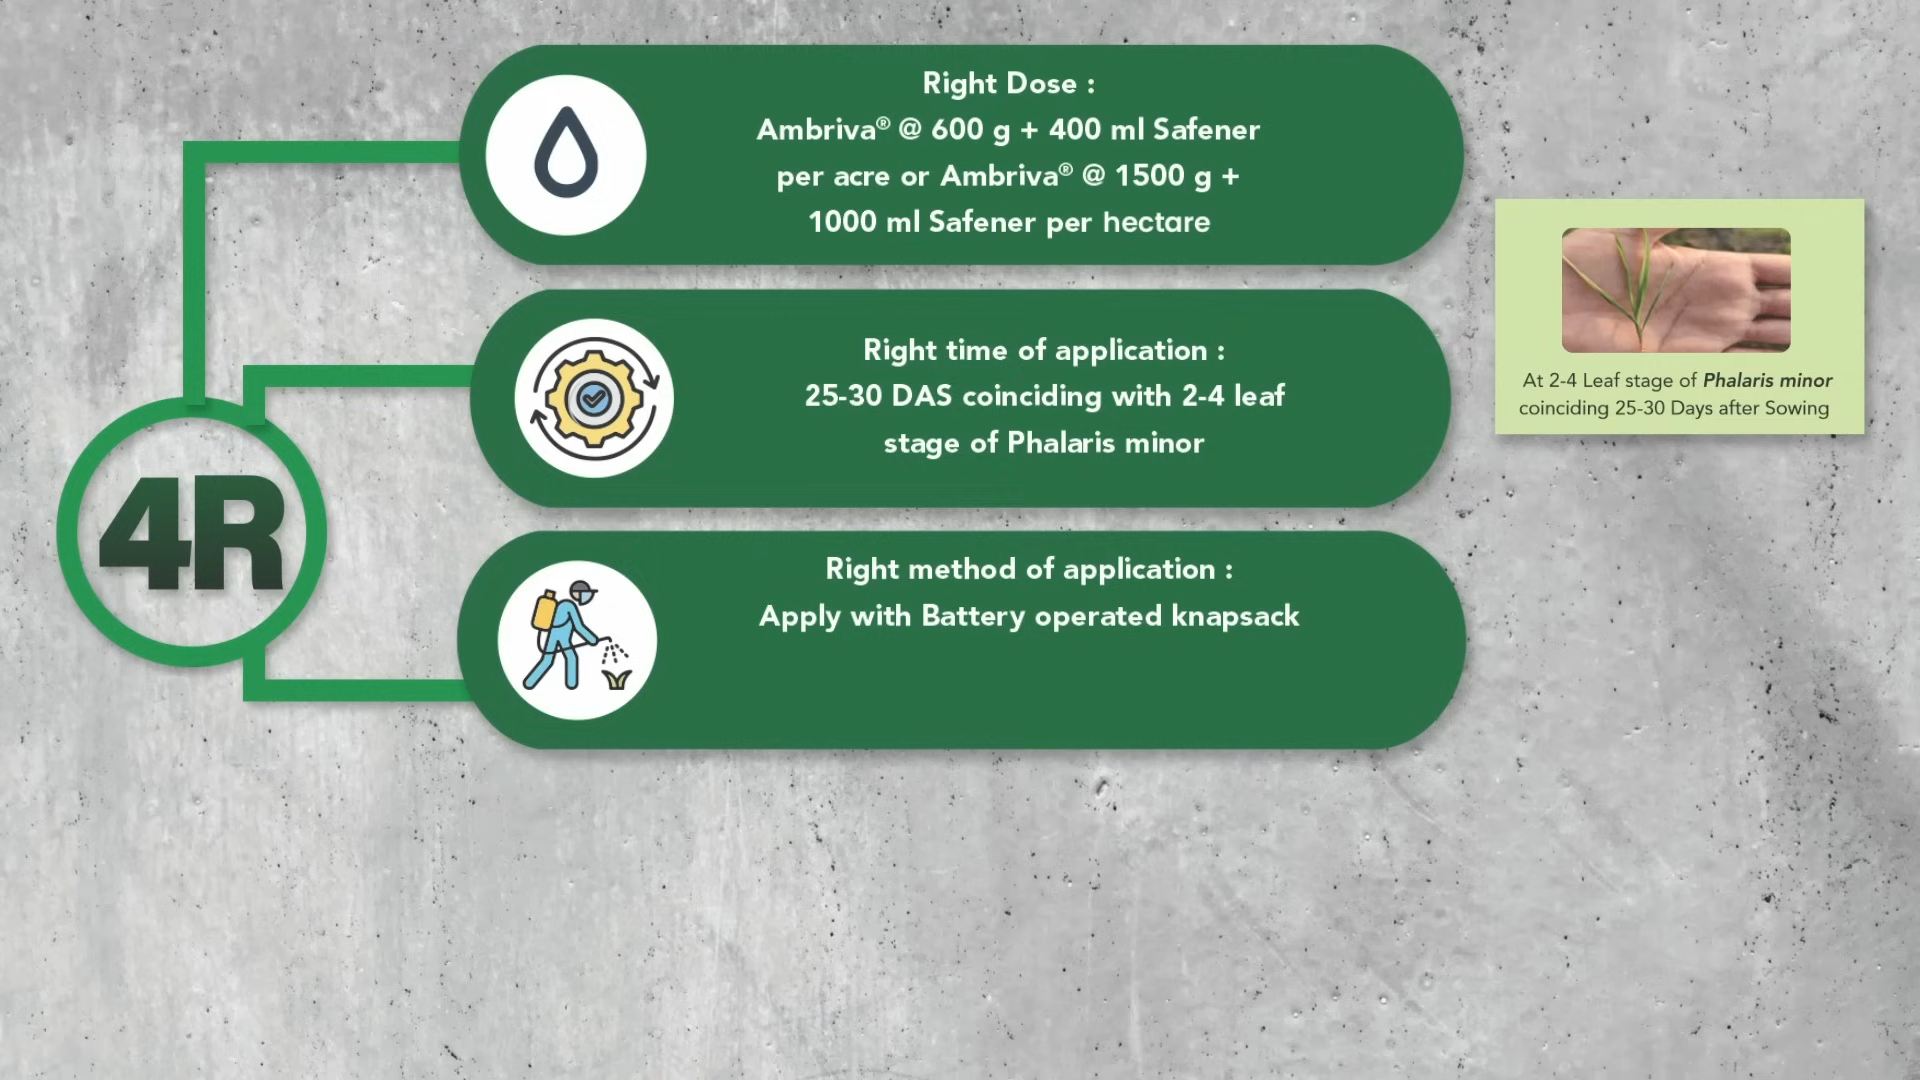 Right Dose :
Ambriva® @ 600 g + 400 ml Safener
per acre or Ambriva® @ 1500 g +
1000 ml Safener per hectare
Right time of application :
25-30 DAS coinciding with 2-4 leaf
stage of Phalaris minor
At 2-4 Leaf stage of Phalaris minor
coinciding 25-30 Days after Sowing
4R
Right method of application :
Apply with Battery operated knapsack